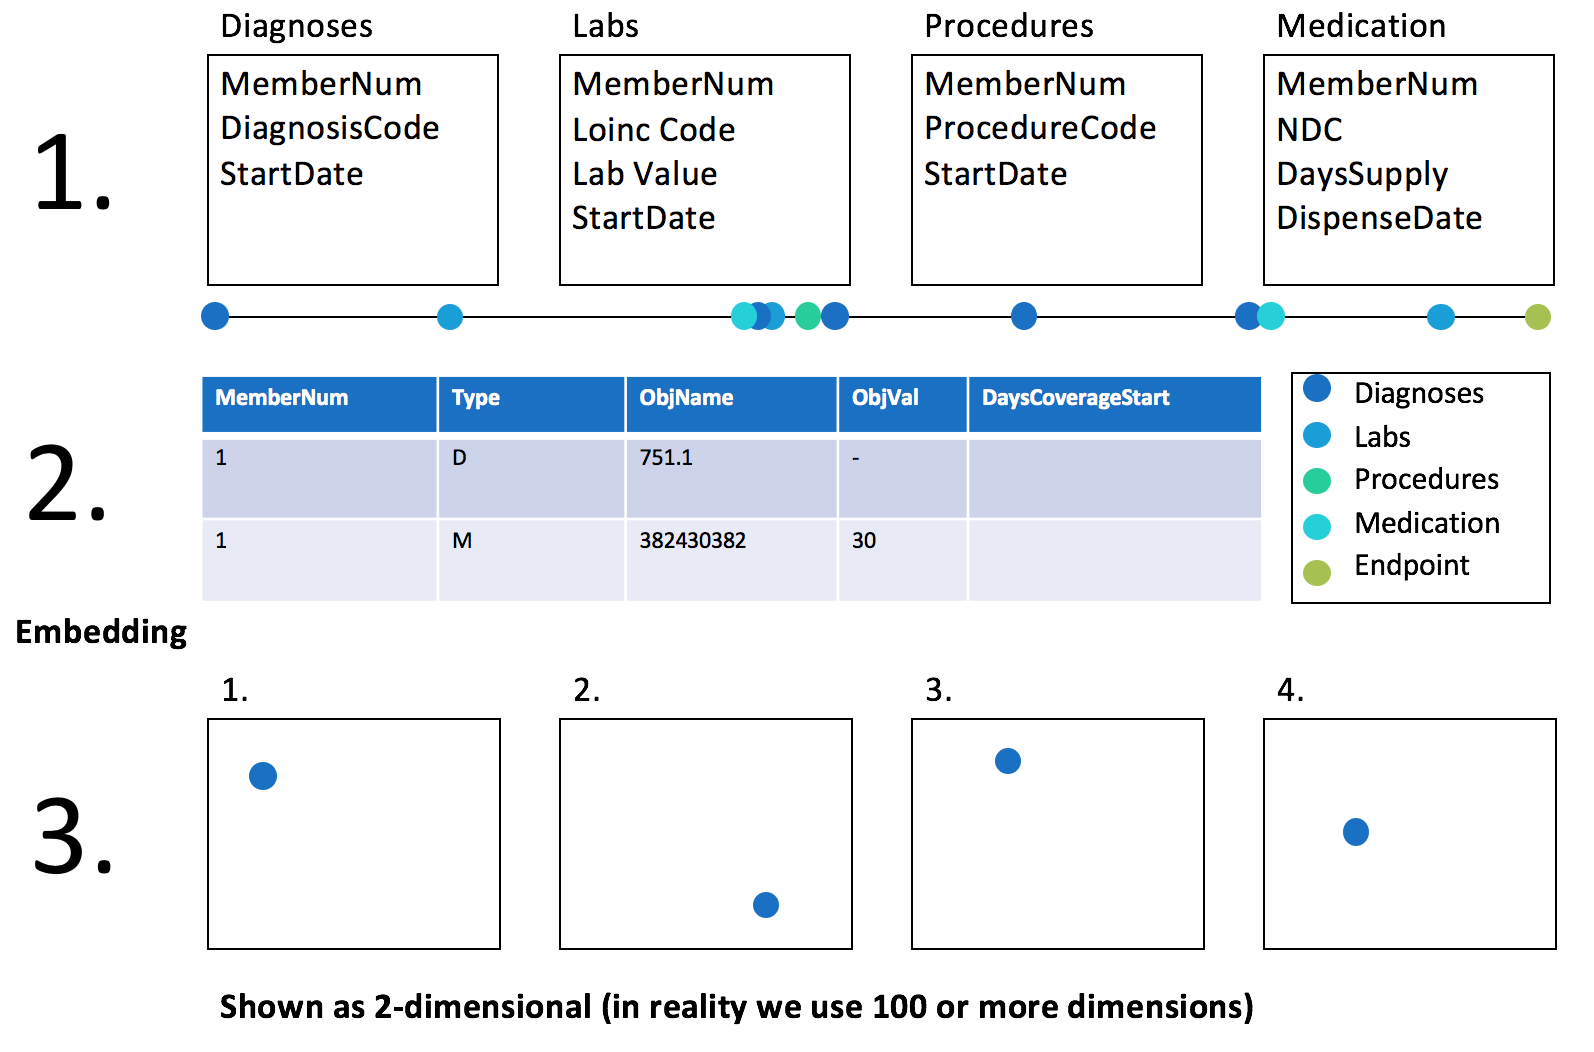 Diagnoses Labs Procedures Medication
1.
MemberNum
DiagnosisCode
StartDate
MemberNum
Loinc Code
Lab Value
StartDate
MemberNum
ProcedureCode
StartDate
MemberNum
NDC
DaysSupply
DispenseDate
2.
MemberNum Type ObjName ObjVal DaysCoverageStart
1 D 751.1 -
1 M 382430382 30
Diagnoses
Labs
Procedures
Medication
Endpoint
Embedding
3.
1. 2. 3. 4.
Shown as 2-dimensional (in reality we use 100 or more dimensions)